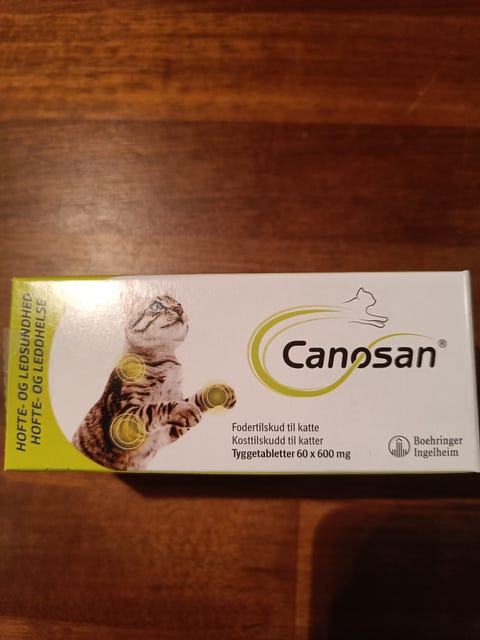 HOFTE- OG LEDSUNDHED
HOFTE- OG LEDDHELSE
Canosan®
Fodertilskud til katte
Kosttilskudd til katter
Tyggetabletter 60 x 600 mg
Boehringer
Ingelheim